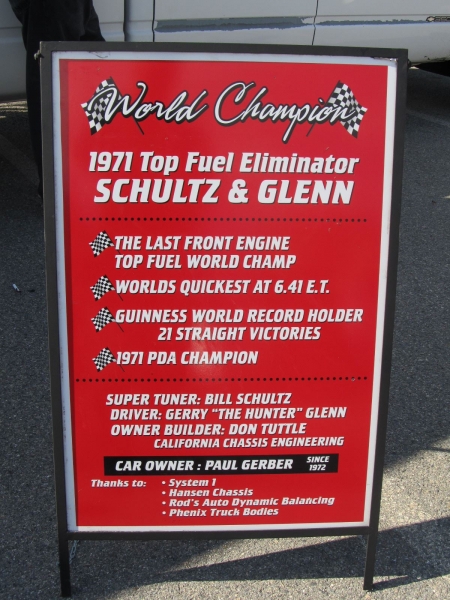 World Champion
1971 Top Fuel Eliminator
SCHULTZ & GLENN
THE LAST FRONT ENGINE
TOP FUEL WORLD CHAMP
WORLDS QUICKEST AT 6.41 E.T.
GUINNESS WORLD RECORD HOLDER
21 STRAIGHT VICTORIES
1971 PDA CHAMPION
SUPER TUNER: BILL SCHULTZ
DRIVER: GERRY "THE HUNTER" GLENN
OWNER BUILDER: DON TUTTLE
CALIFORNIA CHASSIS ENGINEERING
CAR OWNER : PAUL GERBER SINCE 1972
Thanks to: • System 1
• Hansen Chassis
• Rod's Auto Dynamic Balancing
• Phenix Truck Bodies